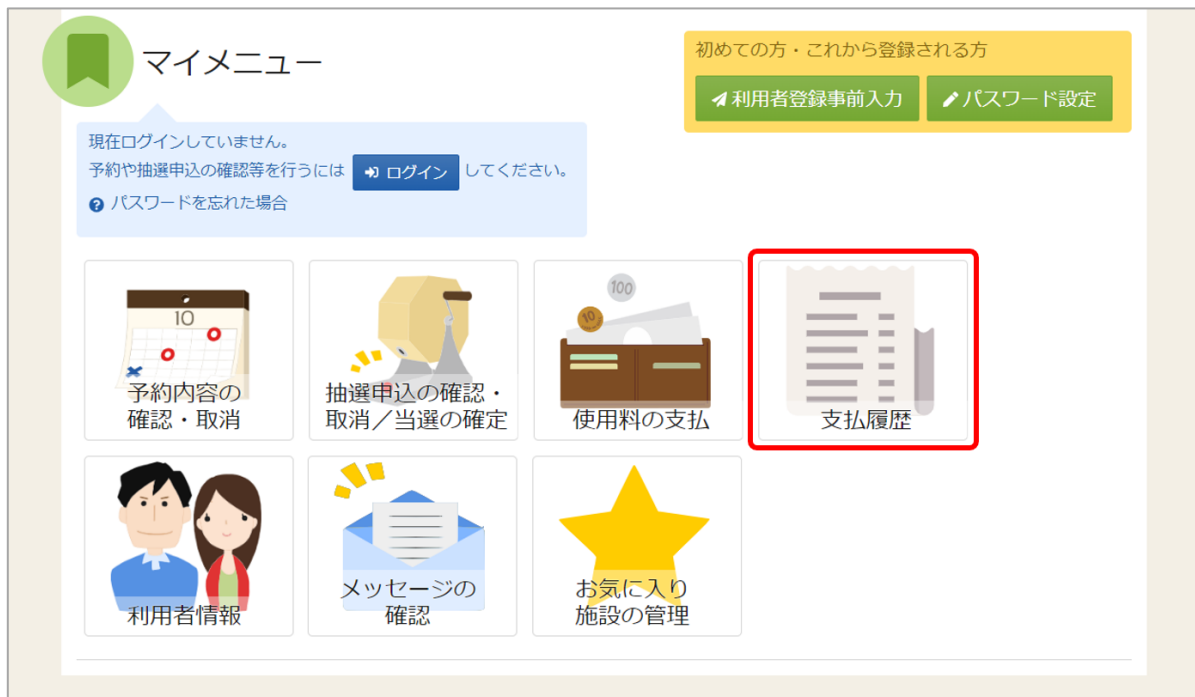 マイメニュー
初めての方・これから登録される方
利用者登録事前入力
パスワード設定
現在ログインしていません。
予約や抽選申込の確認等を行うには ログイン してください。
パスワードを忘れた場合
10
予約内容の
確認・取消
抽選申込の確認・
取消／当選の確定
100
10
使用料の支払
支払履歴
利用者情報
メッセージの
確認
お気に入り
施設の管理